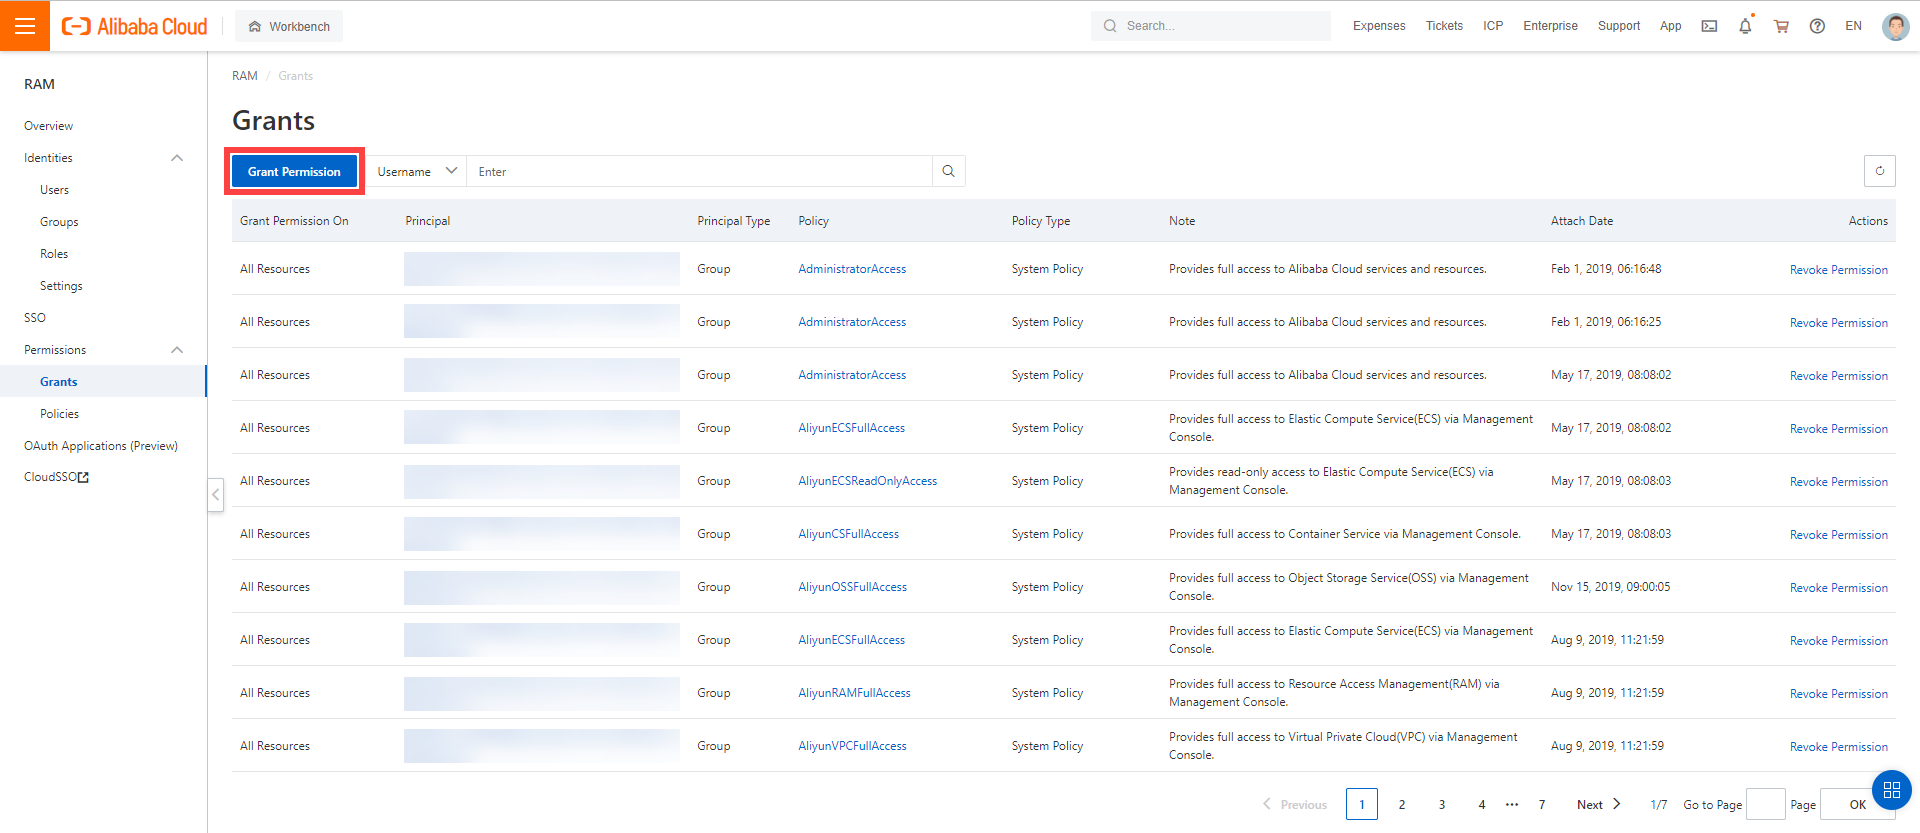 Alibaba Cloud
Workbench
Search...
Expenses
Tickets
ICP
Enterprise
Support
App
EN
RAM
Overview
Identities
Users
Groups
Roles
Settings
SSO
Permissions
Grants
Policies
OAuth Applications (Preview)
CloudSSO
RAM / Grants
Grants
Grant Permission
Username
Enter
Grant Permission On Principal Principal Type Policy Policy Type Note Attach Date Actions
All Resources Group AdministratorAccess System Policy Provides full access to Alibaba Cloud services and resources. Feb 1, 2019, 06:16:48 Revoke Permission
All Resources Group AdministratorAccess System Policy Provides full access to Alibaba Cloud services and resources. Feb 1, 2019, 06:16:25 Revoke Permission
All Resources Group AdministratorAccess System Policy Provides full access to Alibaba Cloud services and resources. May 17, 2019, 08:08:02 Revoke Permission
All Resources Group AliyunECSFullAccess System Policy Provides full access to Elastic Compute Service(ECS) via Management
Console. May 17, 2019, 08:08:02 Revoke Permission
All Resources Group AliyunECSReadOnlyAccess System Policy Provides read-only access to Elastic Compute Service(ECS) via
Management Console. May 17, 2019, 08:08:03 Revoke Permission
All Resources Group AliyunCSFullAccess System Policy Provides full access to Container Service via Management Console. May 17, 2019, 08:08:03 Revoke Permission
All Resources Group AliyunOSSFullAccess System Policy Provides full access to Object Storage Service(OSS) via Management
Console. Nov 15, 2019, 09:00:05 Revoke Permission
All Resources Group AliyunECSFullAccess System Policy Provides full access to Elastic Compute Service(ECS) via Management
Console. Aug 9, 2019, 11:21:59 Revoke Permission
All Resources Group AliyunRAMFullAccess System Policy Provides full access to Resource Access Management(RAM) via
Management Console. Aug 9, 2019, 11:21:59 Revoke Permission
All Resources Group AliyunVPCFullAccess System Policy Provides full access to Virtual Private Cloud(VPC) via Management
Console. Aug 9, 2019, 11:21:59 Revoke Permission
Previous 1 2 3 4 ••• 7 Next 1/7 Go to Page Page OK